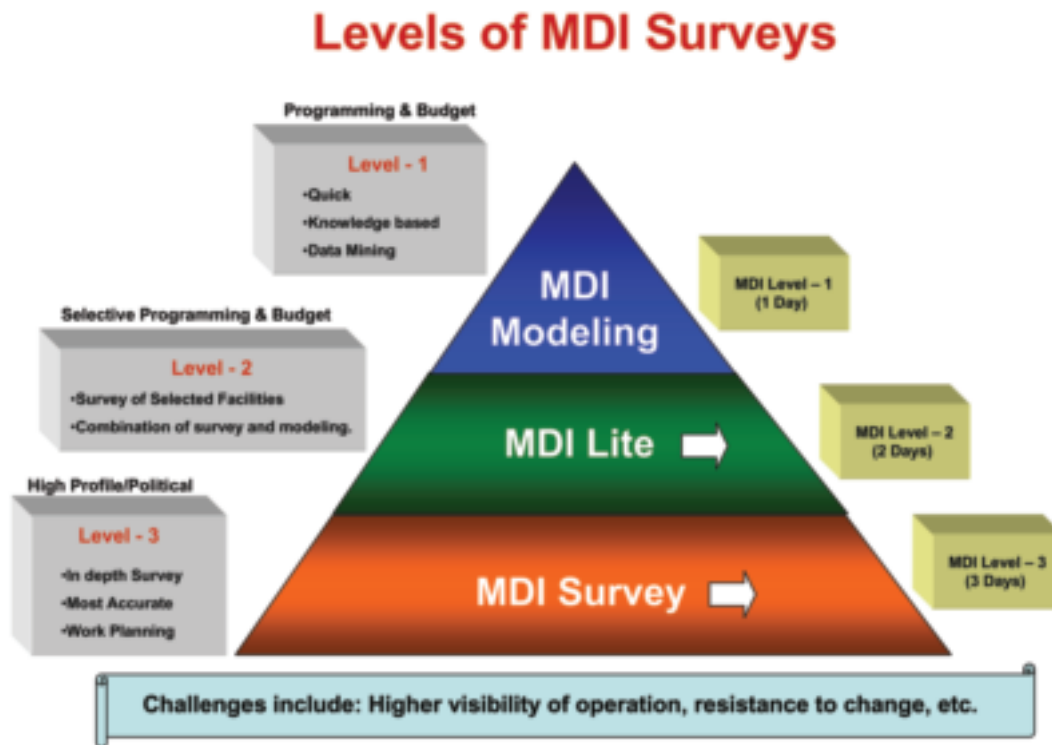 Levels of MDI Surveys
Programming & Budget
Level - 1
•Quick
•Knowledge based
•Data Mining
Selective Programming & Budget
Level - 2
•Survey of Selected Facilities
•Combination of survey and modeling.
High Profile/Political
Level - 3
•In depth Survey
•Most Accurate
•Work Planning
MDI
Modeling
MDI Lite
MDI Survey
MDI Level – 1
(1 Day)
MDI Level – 2
(2 Days)
MDI Level – 3
(3 Days)
Challenges include: Higher visibility of operation, resistance to change, etc.